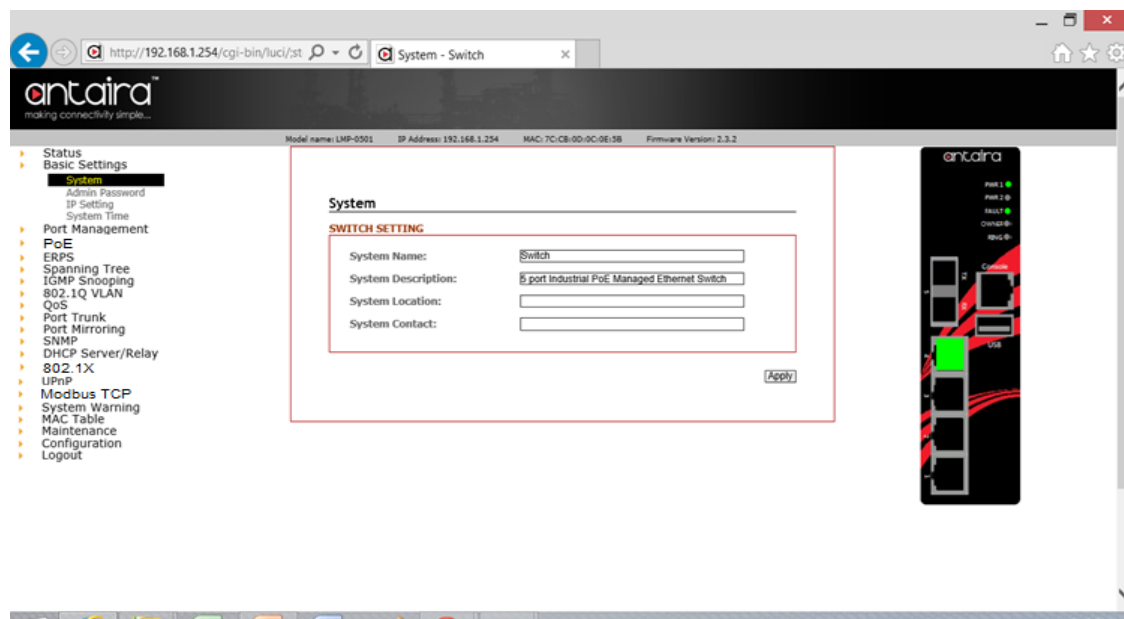 http://192.168.1.254/cgi-bin/luci/;st
System - Switch
antaira™
making connectivity simple...
Model name: LMP-0501 IP Address: 192.168.1.254 MAC: 7C:CB:0D:0C:0E:5B Firmware Version: 2.3.2
Status
Basic Settings
System
Admin Password
IP Setting
System Time
Port Management
PoE
ERPS
Spanning Tree
IGMP Snooping
802.1Q VLAN
QoS
Port Trunk
Port Mirroring
SNMP
DHCP Server/Relay
802.1X
UPnP
Modbus TCP
System Warning
MAC Table
Maintenance
Configuration
Logout
System
SWITCH SETTING
System Name: Switch
System Description: 5 port Industrial PoE Managed Ethernet Switch
System Location:
System Contact:
Apply
antaira
PWR 1
PWR 2
FAULT
OWNER
RING
Console
USB